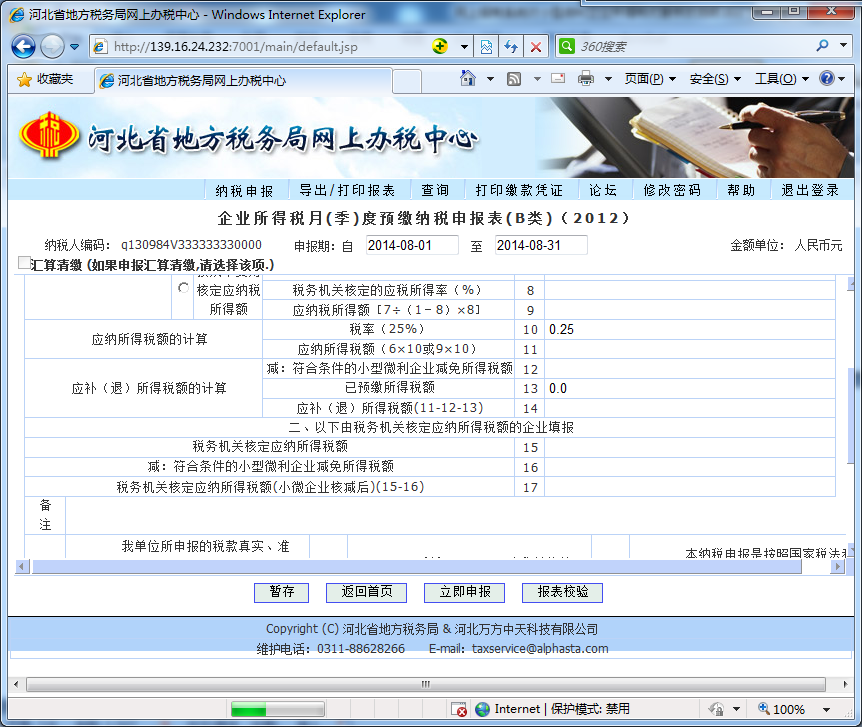 河北省地方税务局网上办税中心 - Windows Internet Explorer
http://139.16.24.232:7001/main/default.jsp
360搜索
收藏夹
河北省地方税务局网上办税中心
页面(P) 安全(S) 工具(O)
河北省地方税务局网上办税中心
纳税申报 导出/打印报表 查询 打印缴款凭证 论坛 修改密码 帮助 退出登录
企业所得税月(季)度预缴纳税申报表(B类)（2012）
纳税人编码： q130984V333333330000 申报期：自 2014-08-01 至 2014-08-31 金额单位： 人民币元
汇算清缴 (如果申报汇算清缴,请选择该项.)
核定应纳税所得额
税务机关核定的应税所得率（%） 8
应纳税所得额［7÷（1－8）×8］ 9
应纳所得税额的计算
税率（25%） 10 0.25
应纳所得税额（6×10或9×10） 11
应补（退）所得税额的计算
减：符合条件的小型微利企业减免所得税额 12
已预缴所得税额 13 0.0
应补（退）所得税额(11-12-13) 14
二、以下由税务机关核定应纳所得税额的企业填报
税务机关核定应纳所得税额 15
减：符合条件的小型微利企业减免所得税额 16
税务机关核定应纳所得税额(小微企业核减后)(15-16) 17
备注
我单位所申报的税款真实、准
本纳税申报是按照国家税法和
暂存 返回首页 立即申报 报表校验
Copyright (C) 河北省地方税务局 & 河北万方中天科技有限公司
维护电话：0311-88628266 E-mail：taxservice@alphasta.com
Internet | 保护模式: 禁用
100%